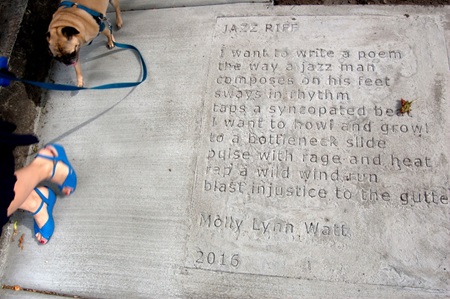 JAZZ RIFF
i want to write a poem
the way a jazz man
composes on his feet
sways in rhythm
taps a syncopated beat
I want to howl and growl
to a bottleneck slide
pulse with rage and heat
rap a wild wind run
blast injustice to the gutte
Molly Lynn Watt
2015